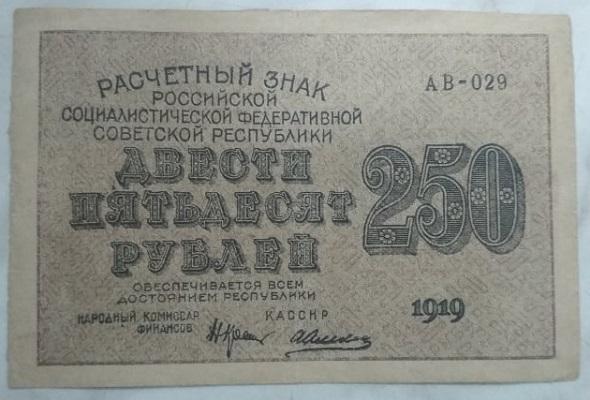 РАСЧЕТНЫЙ ЗНАК
РОССИЙСКОЙ
СОЦИАЛИСТИЧЕСКОЙ ФЕДЕРАТИВНОЙ
СОВЕТСКОЙ РЕСПУБЛИКИ
АВ-029
ДВЕСТИ
ПЯТЬДЕСЯТ
РУБЛЕЙ
250
ОБЕСПЕЧИВАЕТСЯ ВСЕМ
ДОСТОЯНИЕМ РЕСПУБЛИКИ
НАРОДНЫЙ КОМИССАР
ФИНАНСОВ
КАССИР
1919